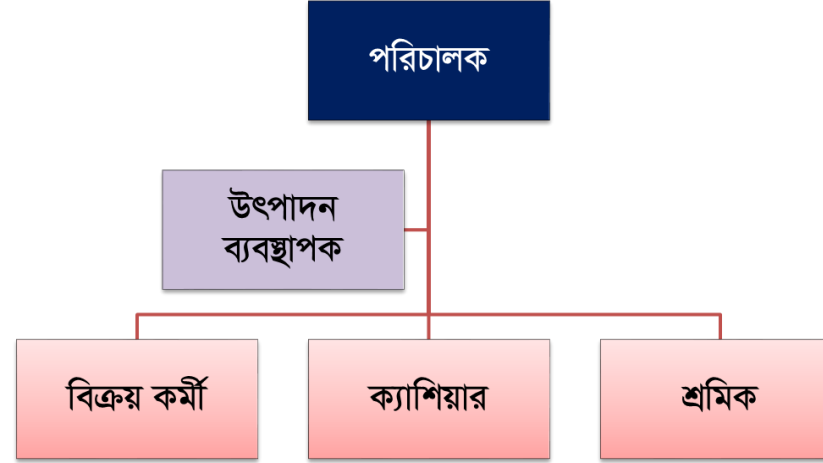 পরিচালক
উৎপাদন
ব্যবস্থাপক
বিক্রয় কর্মী
ক্যাশিয়ার
শ্রমিক